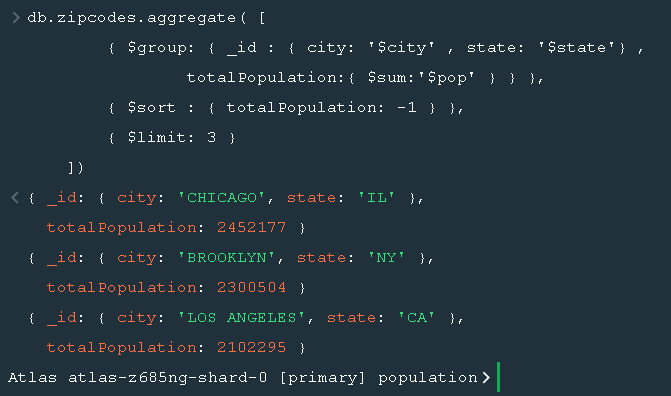 > db.zipcodes.aggregate( [
{ $group: { _id : { city: '$city' , state: '$state'} ,
totalPopulation:{ $sum:'$pop' } } },
{ $sort : { totalPopulation: -1 } },
{ $limit: 3 }
])
< { _id: { city: 'CHICAGO', state: 'IL' },
totalPopulation: 2452177 }
{ _id: { city: 'BROOKLYN', state: 'NY' },
totalPopulation: 2300504 }
{ _id: { city: 'LOS ANGELES', state: 'CA' },
totalPopulation: 2102295 }
Atlas atlas-z685ng-shard-0 [primary] population>